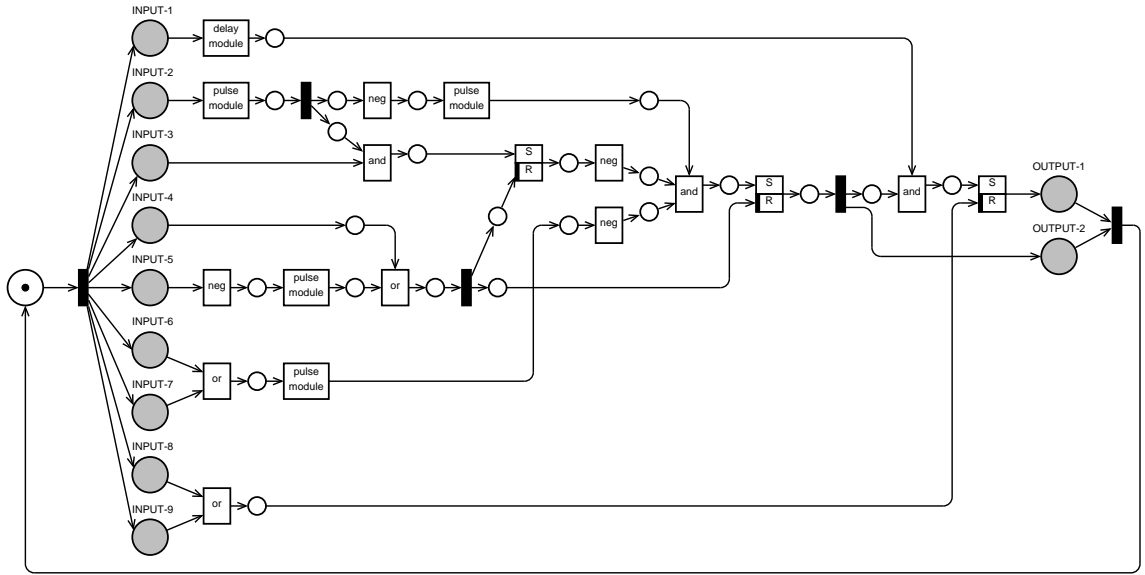 INPUT-1
delay
module
INPUT-2
pulse
module
neg
pulse
module
INPUT-3
and
S
R
neg
and
S
R
and
S
R
OUTPUT-1
INPUT-4
neg
OUTPUT-2
INPUT-5
neg
pulse
module
or
INPUT-6
or
pulse
module
INPUT-7
INPUT-8
or
INPUT-9